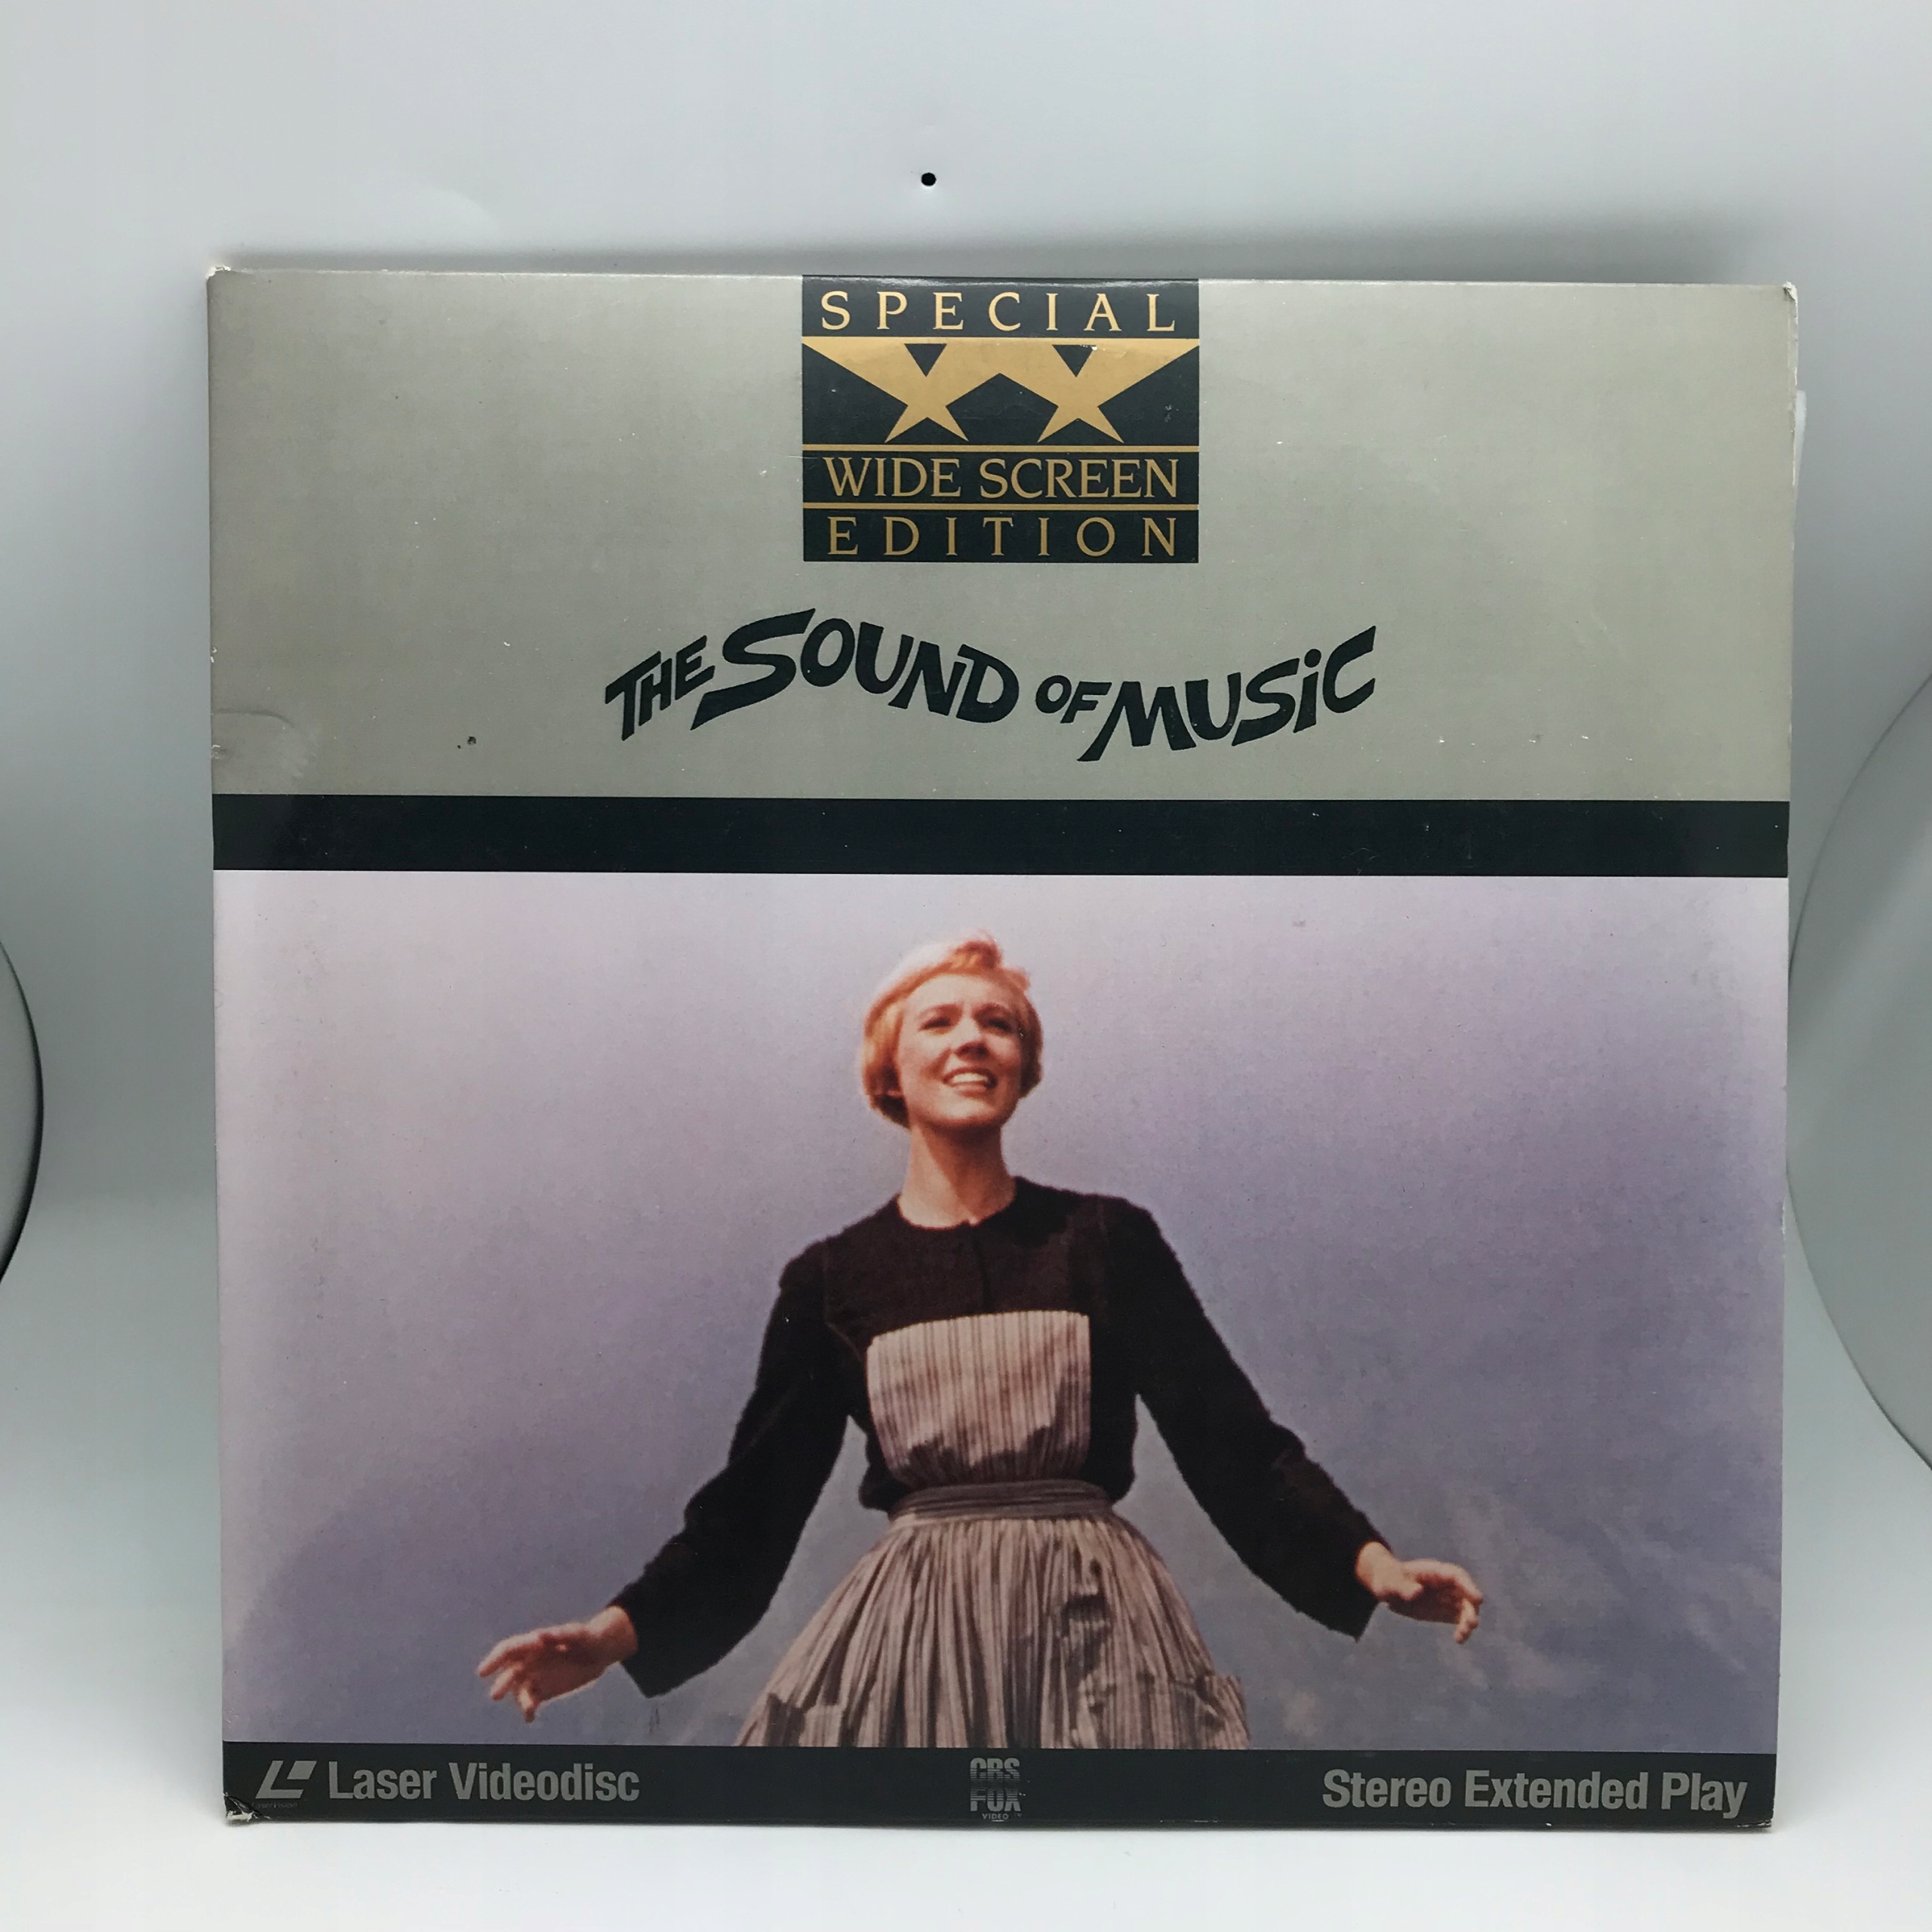 SPECIAL
WIDE SCREEN
EDITION
THE SOUND OF MUSiC
Laser Videodisc
CBS
FOX
VIDEO
Stereo Extended Play